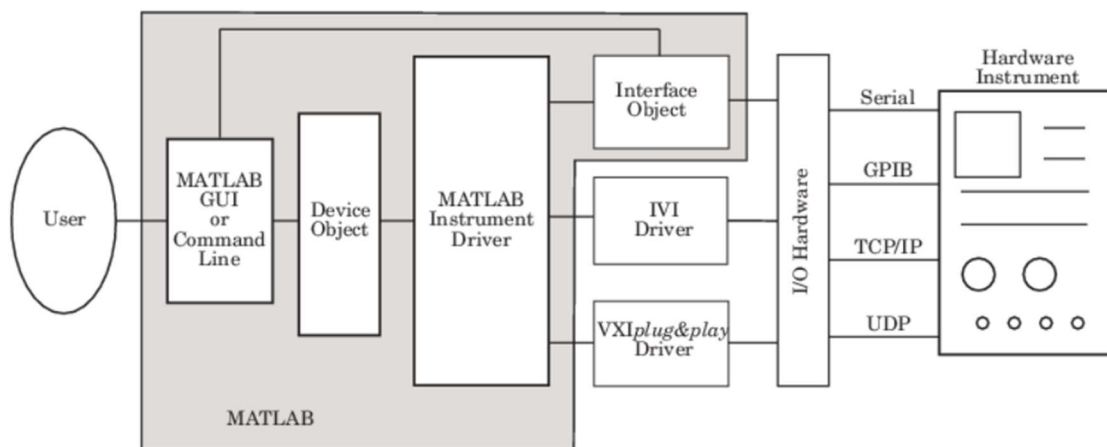 Hardware
Instrument
Interface
Object
Serial
GPIB
TCP/IP
UDP
User
MATLAB
GUI
or
Command
Line
Device
Object
MATLAB
Instrument
Driver
IVI
Driver
VXIplug&play
Driver
I/O Hardware
MATLAB